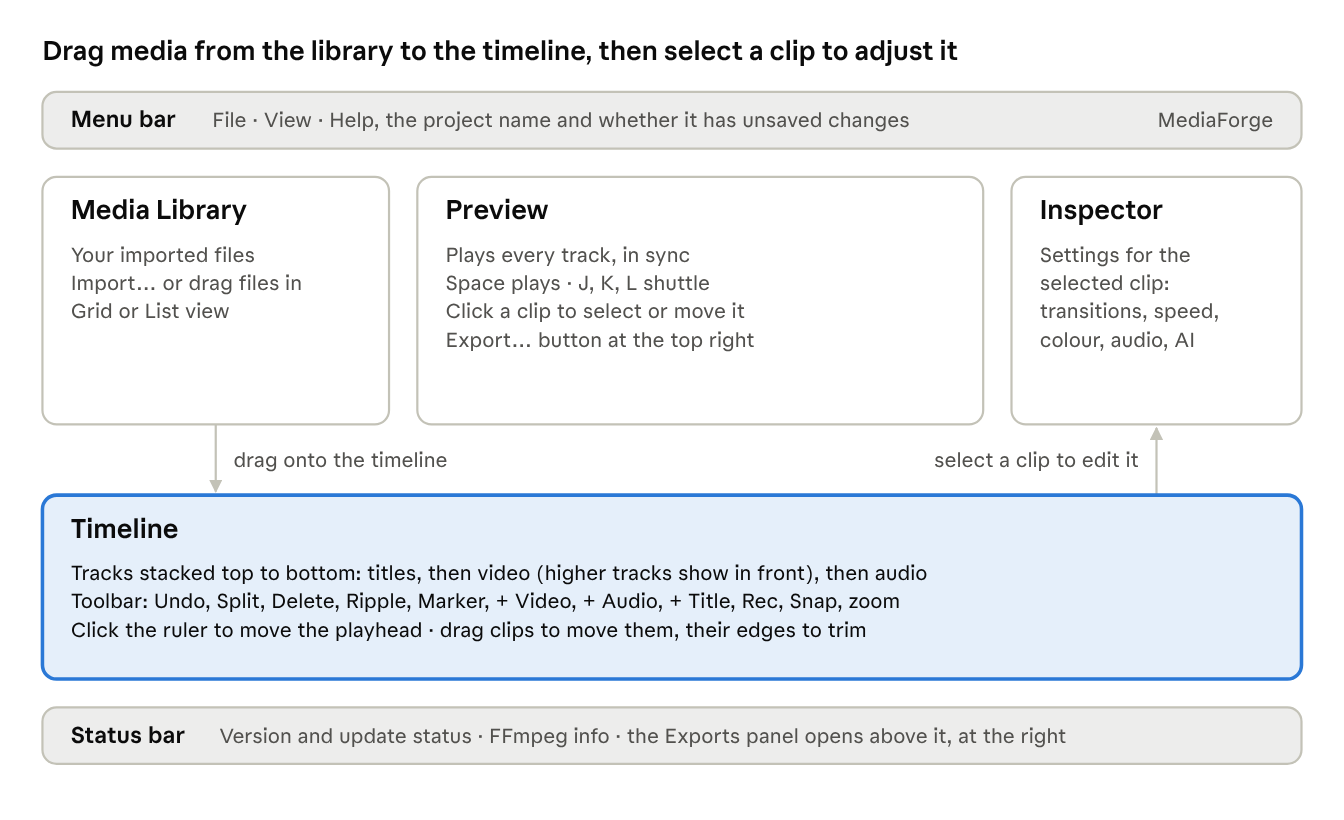 Drag media from the library to the timeline, then select a clip to adjust it
Menu bar File · View · Help, the project name and whether it has unsaved changes MediaForge
Media Library
Your imported files
Import… or drag files in
Grid or List view
Preview
Plays every track, in sync
Space plays · J, K, L shuttle
Click a clip to select or move it
Export… button at the top right
Inspector
Settings for the
selected clip:
transitions, speed,
colour, audio, AI
drag onto the timeline
select a clip to edit it
Timeline
Tracks stacked top to bottom: titles, then video (higher tracks show in front), then audio
Toolbar: Undo, Split, Delete, Ripple, Marker, + Video, + Audio, + Title, Rec, Snap, zoom
Click the ruler to move the playhead · drag clips to move them, their edges to trim
Status bar Version and update status · FFmpeg info · the Exports panel opens above it, at the right